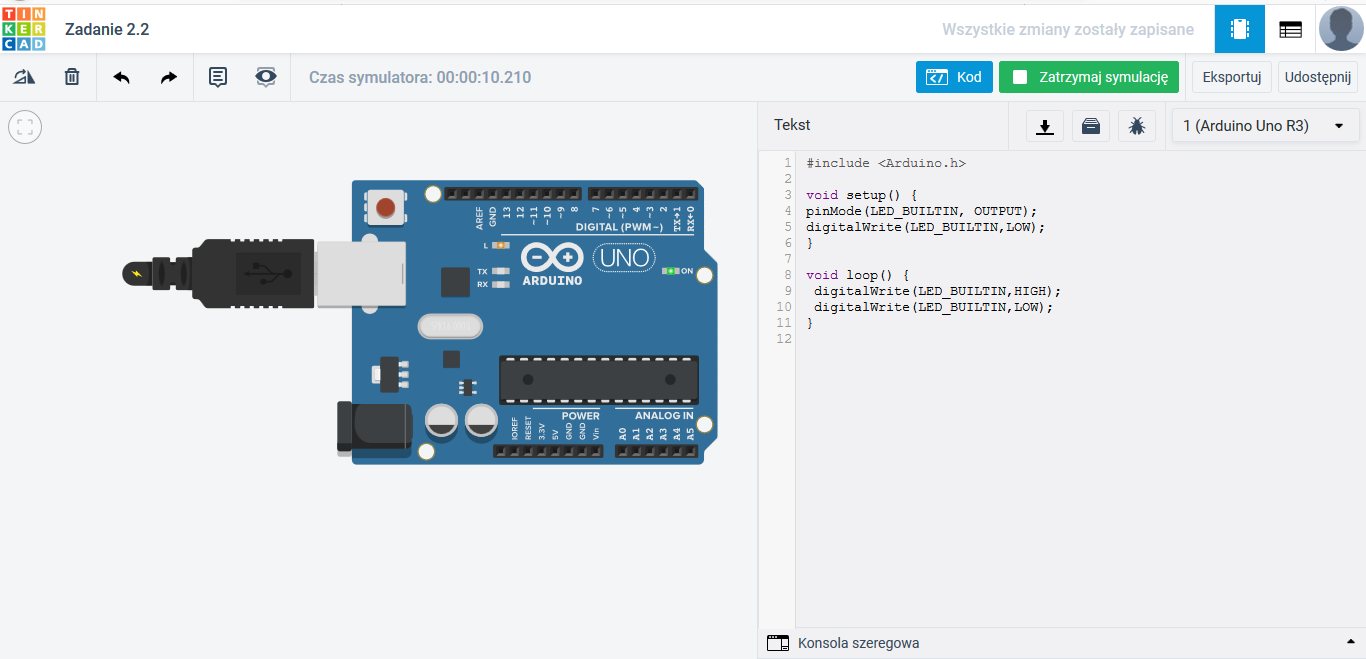 TIN
KER
CAD
Zadanie 2.2
Wszystkie zmiany zostały zapisane
Czas symulatora: 00:00:10.210
Kod
Zatrzymaj symulację
Eksportuj
Udostępnij
Tekst
1 (Arduino Uno R3)
1 #include <Arduino.h>
2
3 void setup() {
4 pinMode(LED_BUILTIN, OUTPUT);
5 digitalWrite(LED_BUILTIN,LOW);
6 }
7
8 void loop() {
9 digitalWrite(LED_BUILTIN,HIGH);
10 digitalWrite(LED_BUILTIN,LOW);
11 }
12
AREF GND 13 12 ~11 ~10 ~9 8 7 ~6 ~5 4 ~3 2 TX→1 RX←0
DIGITAL (PWM~)
L
UNO
TX
RX
ON
ARDUINO
POWER
ANALOG IN
IOREF RESET 3.3V 5V GND GND Vin A0 A1 A2 A3 A4 A5
Konsola szeregowa